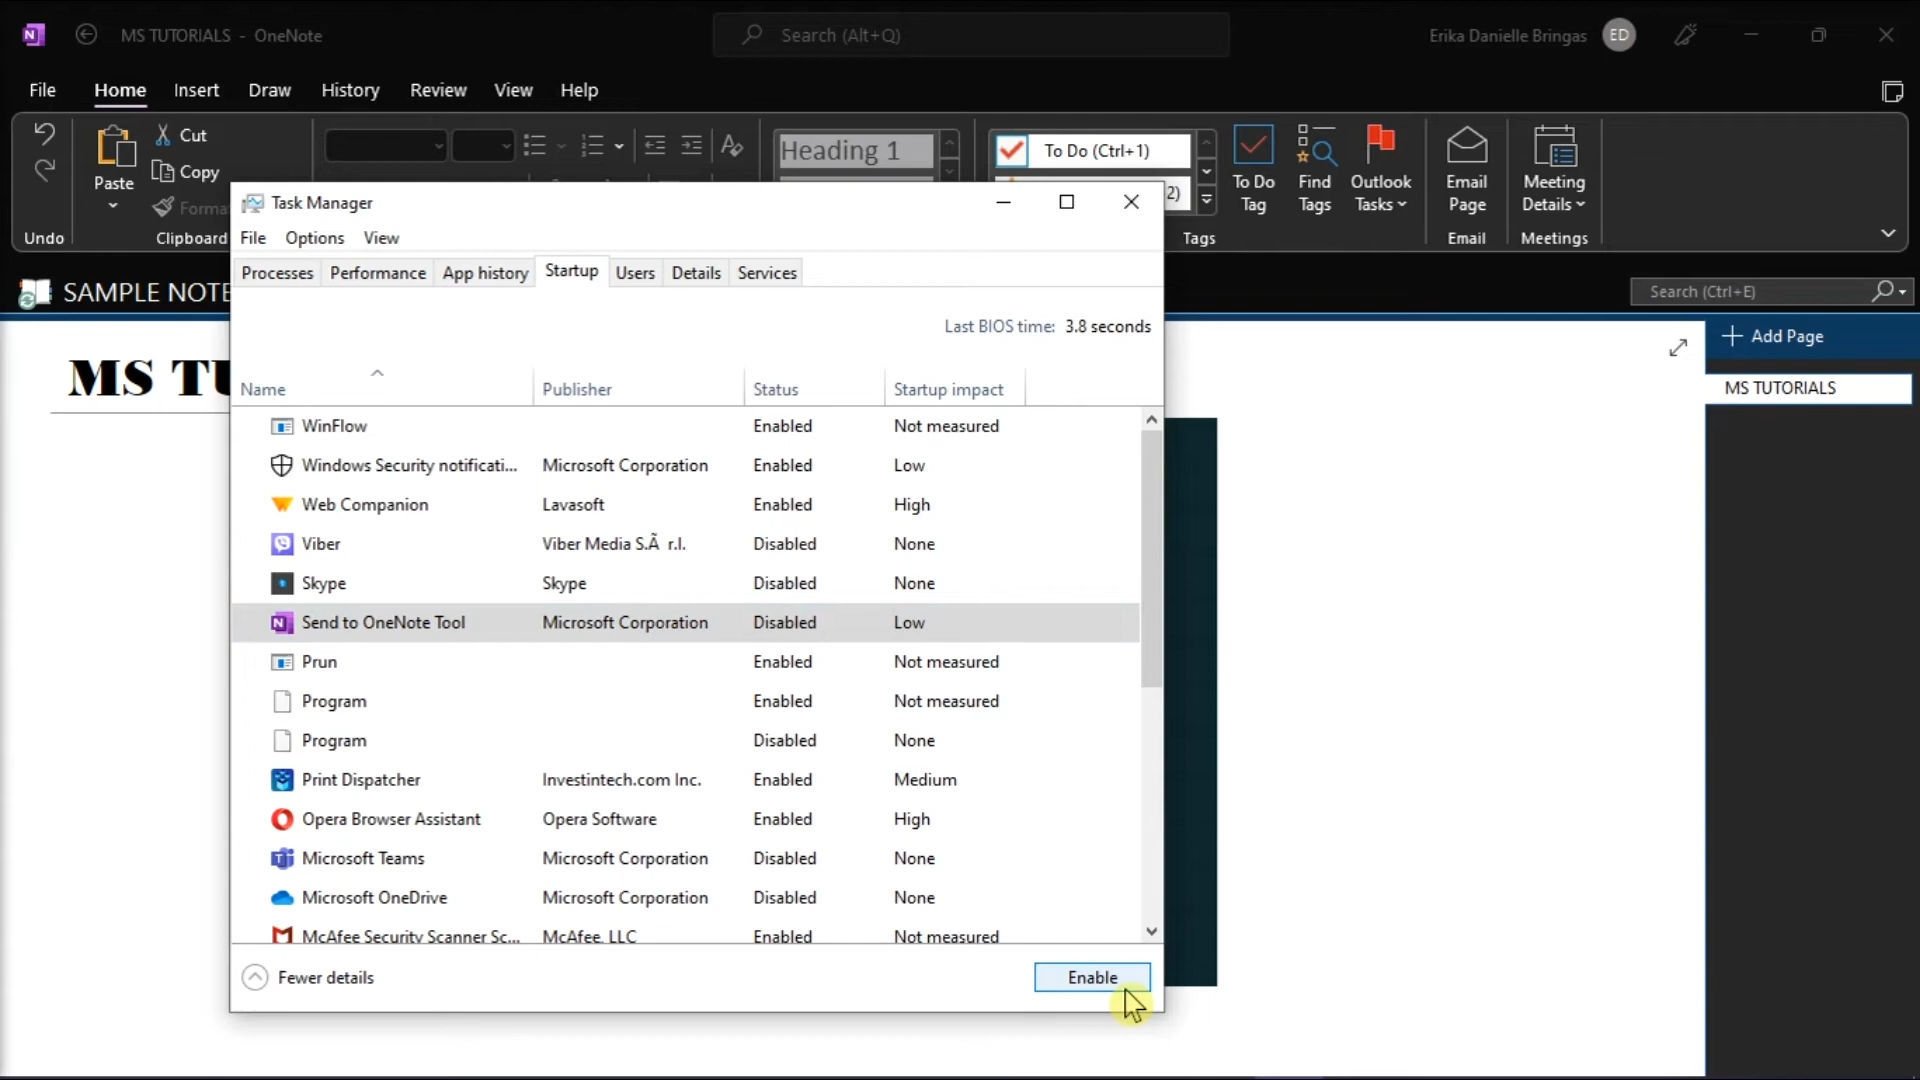 MS TUTORIALS - OneNote
Search (Alt+Q)
Erika Danielle Bringas
ED
File
Home
Insert
Draw
History
Review
View
Help
Undo
Paste
Cut
Copy
Forma
Clipboard
Heading 1
To Do (Ctrl+1)
2)
Tags
To Do
Tag
Find
Tags
Outlook
Tasks
Email
Page
Email
Meeting
Details
Meetings
SAMPLE NOTE
Search (Ctrl+E)
Add Page
MS TUTORIALS
MS TU
Task Manager
File Options View
Processes Performance App history Startup Users Details Services
Last BIOS time: 3.8 seconds
Name Publisher Status Startup impact
WinFlow Enabled Not measured
Windows Security notificati... Microsoft Corporation Enabled Low
Web Companion Lavasoft Enabled High
Viber Viber Media S.Ã r.l. Disabled None
Skype Skype Disabled None
Send to OneNote Tool Microsoft Corporation Disabled Low
Prun Enabled Not measured
Program Enabled Not measured
Program Disabled None
Print Dispatcher Investintech.com Inc. Enabled Medium
Opera Browser Assistant Opera Software Enabled High
Microsoft Teams Microsoft Corporation Disabled None
Microsoft OneDrive Microsoft Corporation Disabled None
McAfee Security Scanner Sc... McAfee, LLC Enabled Not measured
Fewer details
Enable